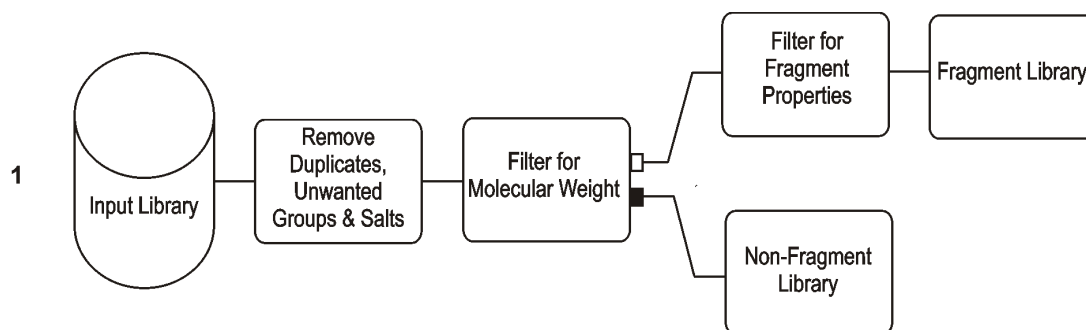 1
Input Library
Remove
Duplicates,
Unwanted
Groups & Salts
Filter for
Molecular Weight
Filter for
Fragment
Properties
Fragment Library
Non-Fragment
Library